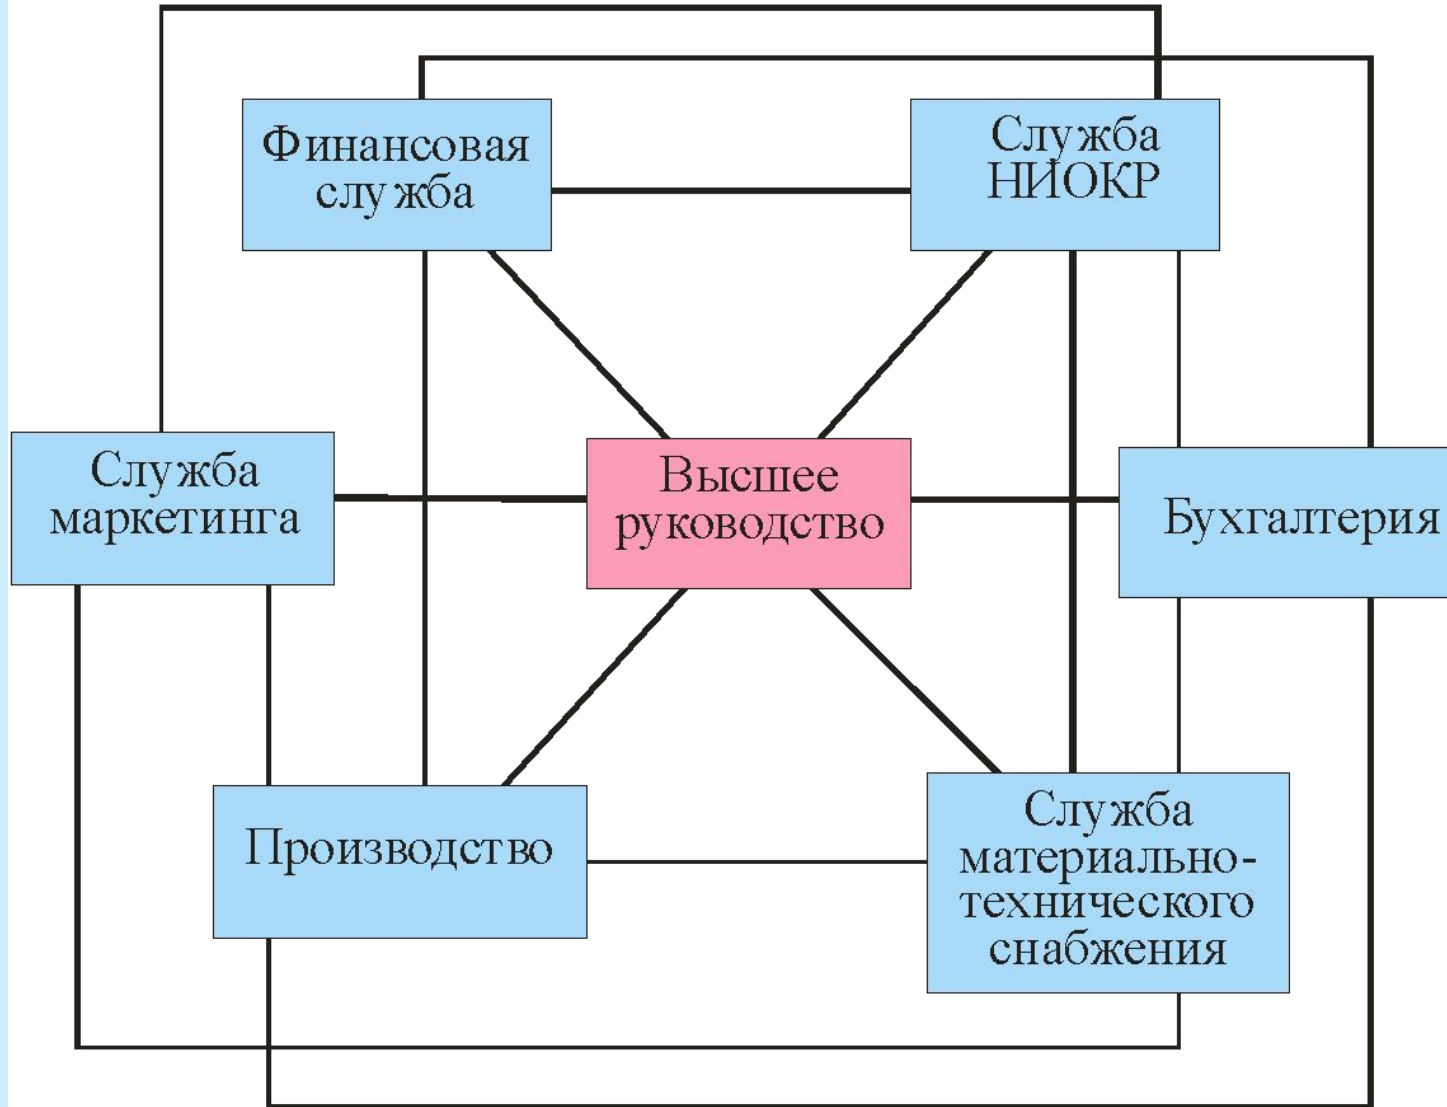 Финансовая
служба
Служба
НИОКР
Служба
маркетинга
Высшее
руководство
Бухгалтерия
Производство
Служба
материально-
технического
снабжения